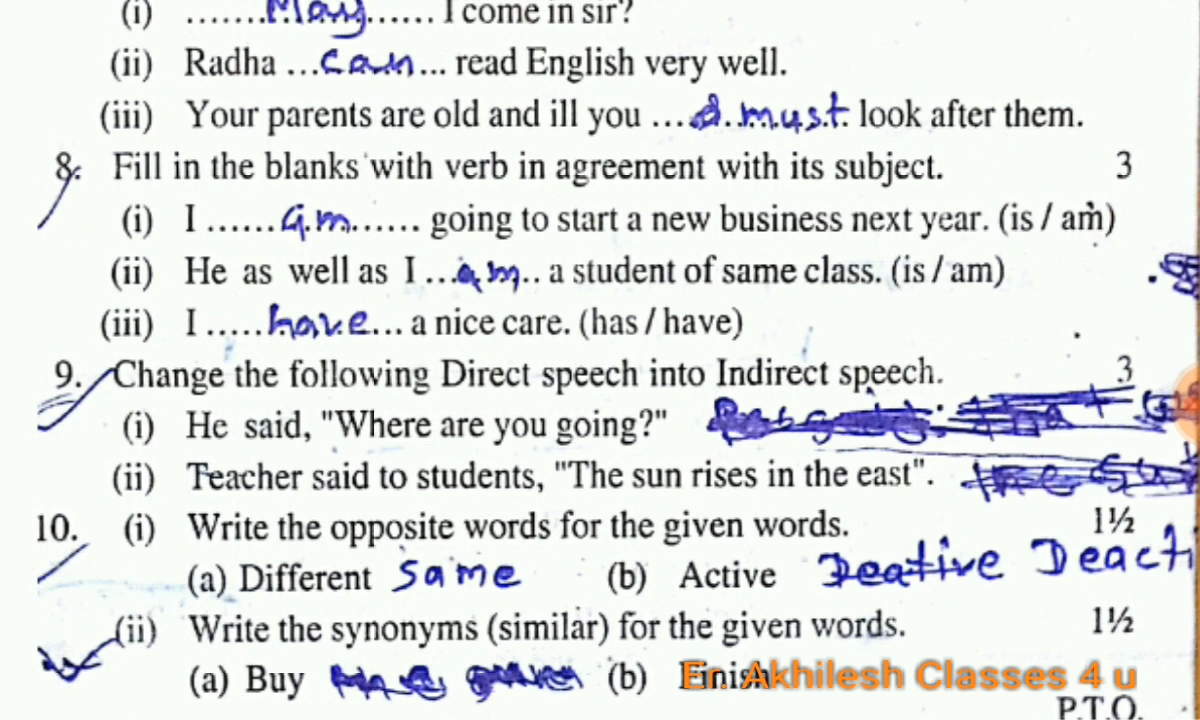 (i) .......May...... I come in sir?
(ii) Radha ...can... read English very well.
(iii) Your parents are old and ill you ......must. look after them.
8. Fill in the blanks with verb in agreement with its subject. 3
(i) I ......am...... going to start a new business next year. (is / am)
(ii) He as well as I ...am.. a student of same class. (is / am)
(iii) I .....have... a nice care. (has / have)
9. Change the following Direct speech into Indirect speech. 3
(i) He said, "Where are you going?"
(ii) Teacher said to students, "The sun rises in the east".
10. (i) Write the opposite words for the given words. 1½
(a) Different Same (b) Active Deative Deacti
(ii) Write the synonyms (similar) for the given words. 1½
(a) Buy (b) Finish
Er. Akhilesh Classes 4 u
P.T.O.